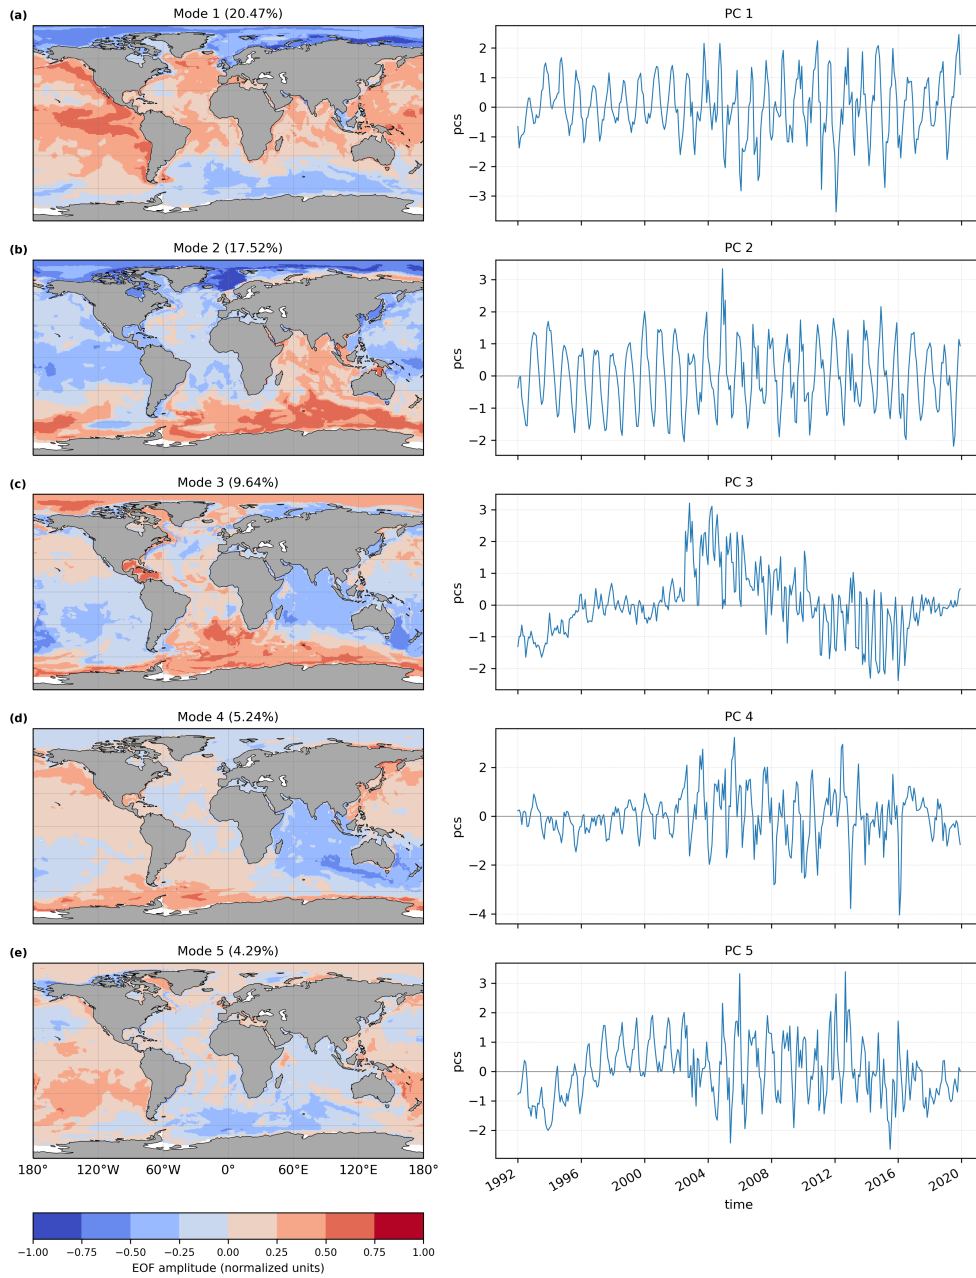 (a)
Mode 1 (20.47%)
PC 1
2
1
0
−1
−2
−3
pcs
(b)
Mode 2 (17.52%)
PC 2
3
2
1
0
−1
−2
pcs
(c)
Mode 3 (9.64%)
PC 3
3
2
1
0
−1
−2
pcs
(d)
Mode 4 (5.24%)
PC 4
2
0
−2
−4
pcs
(e)
Mode 5 (4.29%)
PC 5
3
2
1
0
−1
−2
pcs
180° 120°W 60°W 0° 60°E 120°E 180°
1992 1996 2000 2004 2008 2012 2016 2020
time
−1.00 −0.75 −0.50 −0.25 0.00 0.25 0.50 0.75 1.00
EOF amplitude (normalized units)